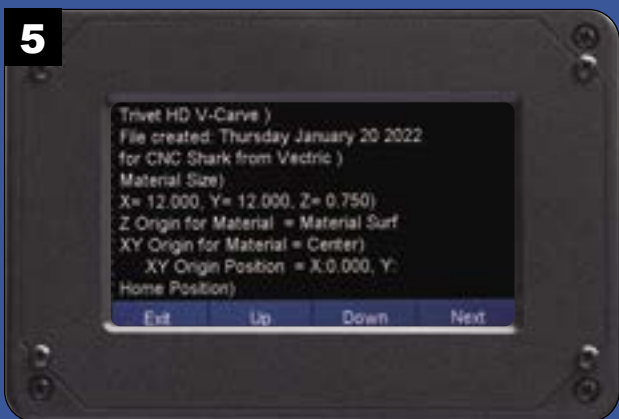 5
Trivet HD V-Carve )
File created: Thursday January 20 2022
for CNC Shark from Vectric )
Material Size)
X= 12.000, Y= 12.000, Z= 0.750)
Z Origin for Material = Material Surf
XY Origin for Material = Center)
XY Origin Position = X:0.000, Y:
Home Position)
Exit Up Down Next